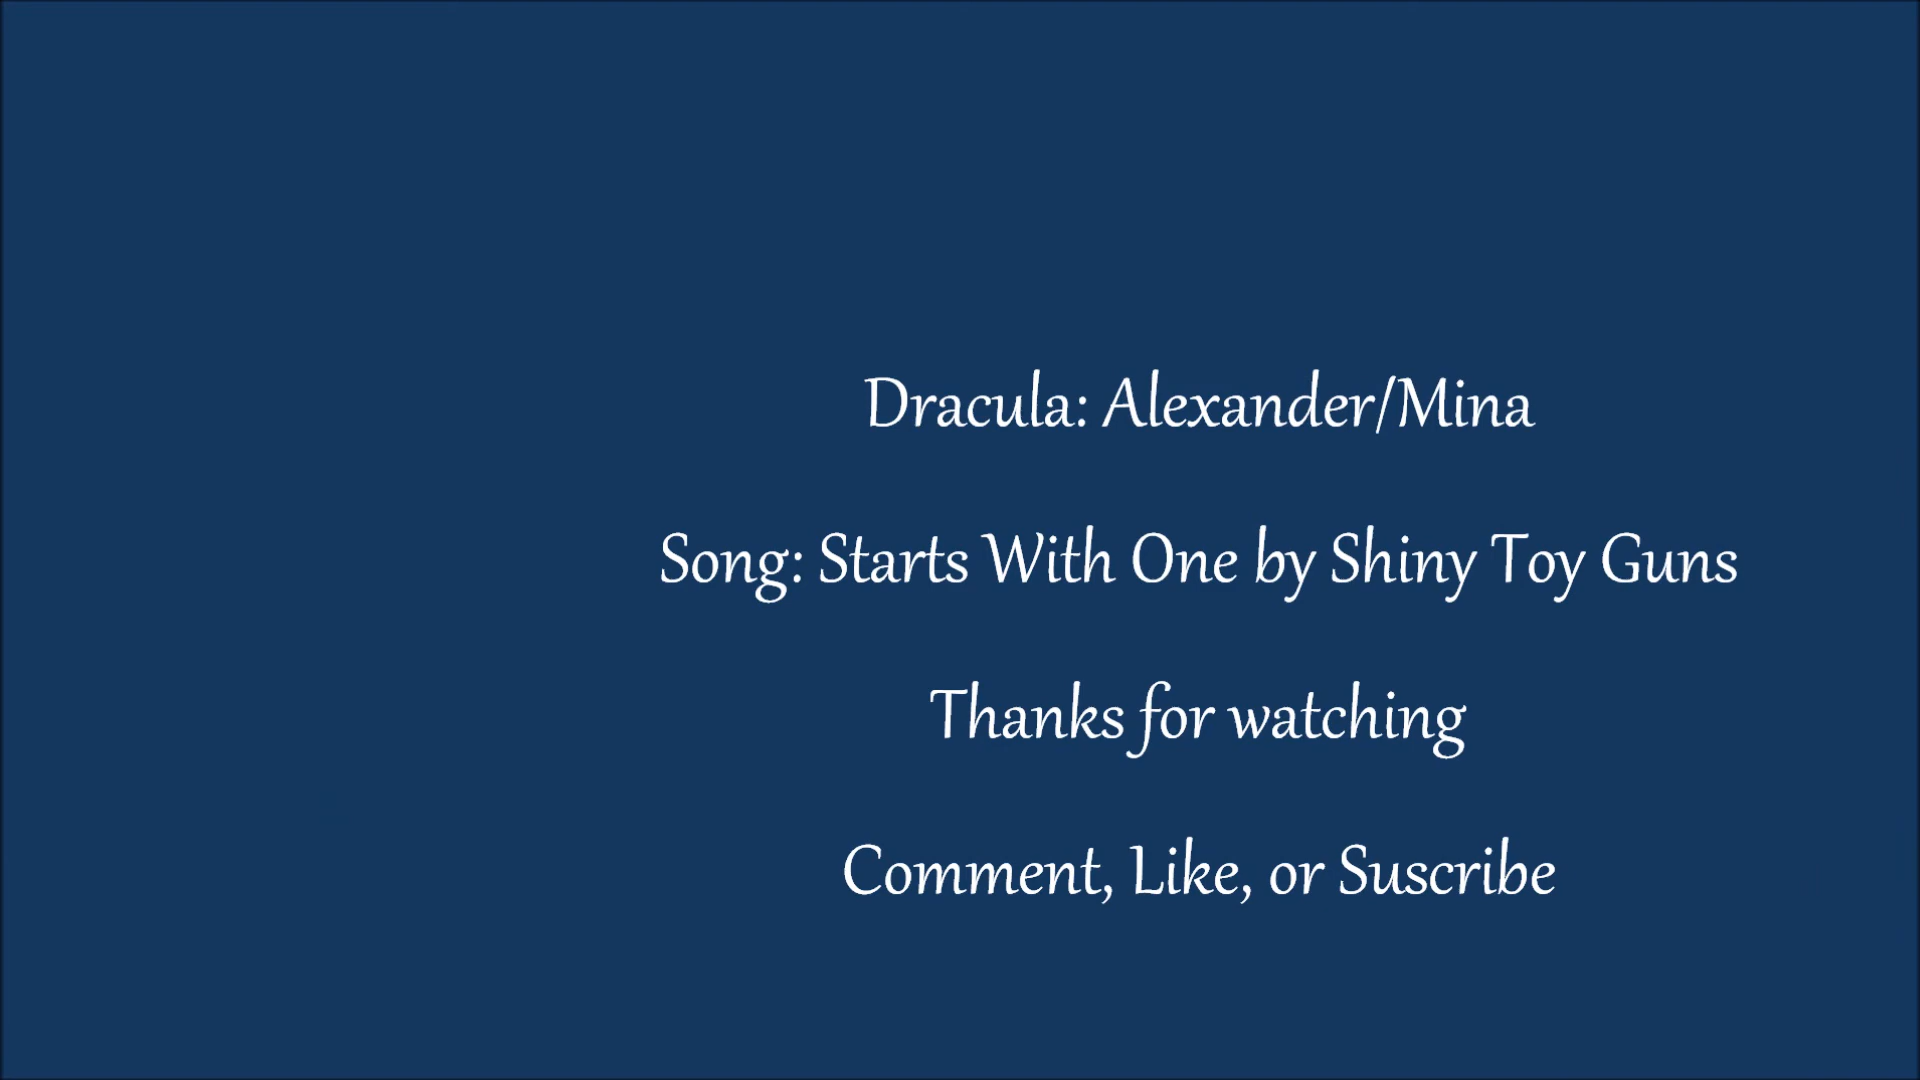 Dracula: Alexander/Mina
Song: Starts With One by Shiny Toy Guns
Thanks for watching
Comment, Like, or Suscribe